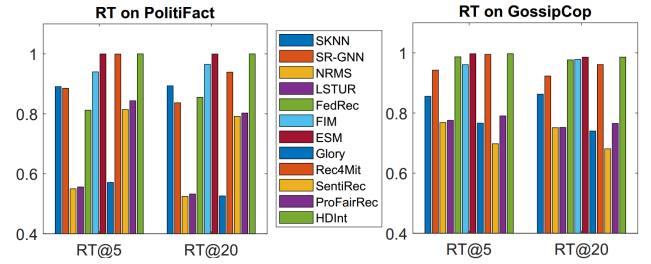 RT on PolitiFact
1
0.8
0.6
0.4
RT@5 RT@20
SKNN
SR-GNN
NRMS
LSTUR
FedRec
FIM
ESM
Glory
Rec4Mit
SentiRec
ProFairRec
HDInt
RT on GossipCop
1
0.8
0.6
0.4
RT@5 RT@20